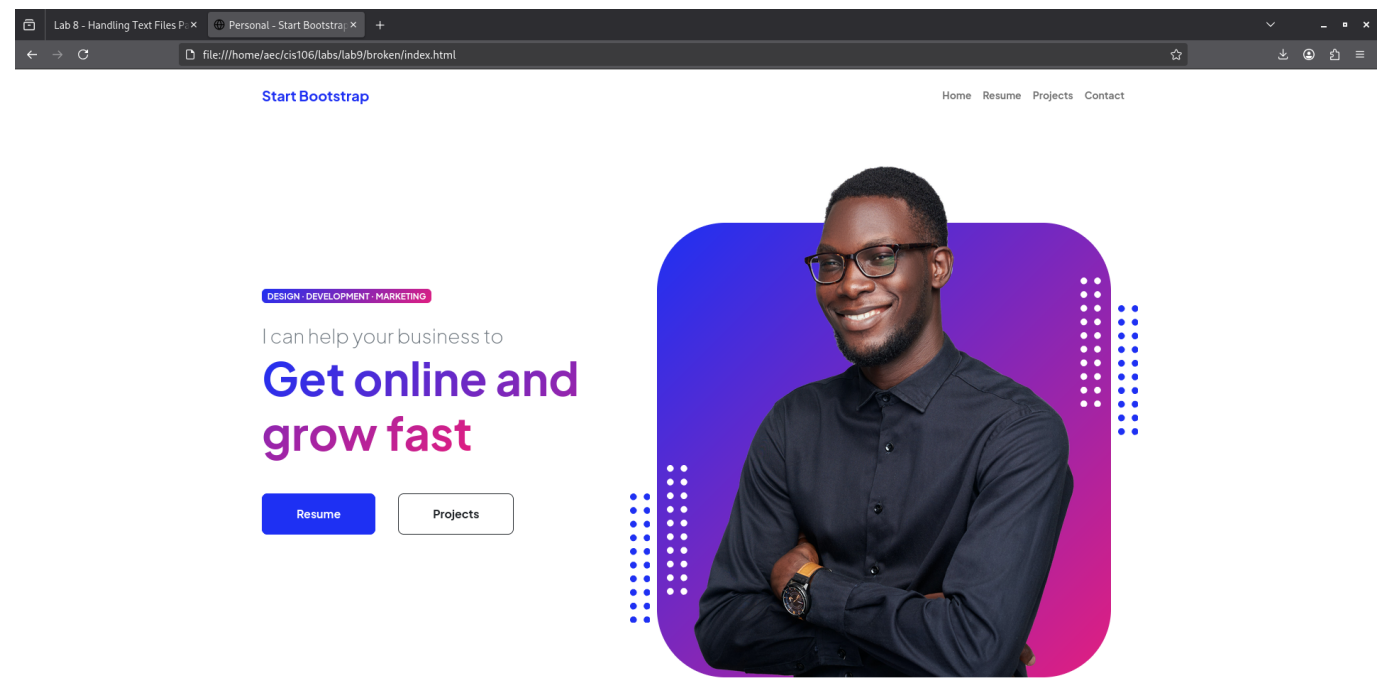 Lab 8 - Handling Text Files Pa
Personal - Start Bootstrap
file:///home/aec/cis106/labs/lab9/broken/index.html
Start Bootstrap
Home Resume Projects Contact
DESIGN · DEVELOPMENT · MARKETING
I can help your business to
Get online and
grow fast
Resume Projects